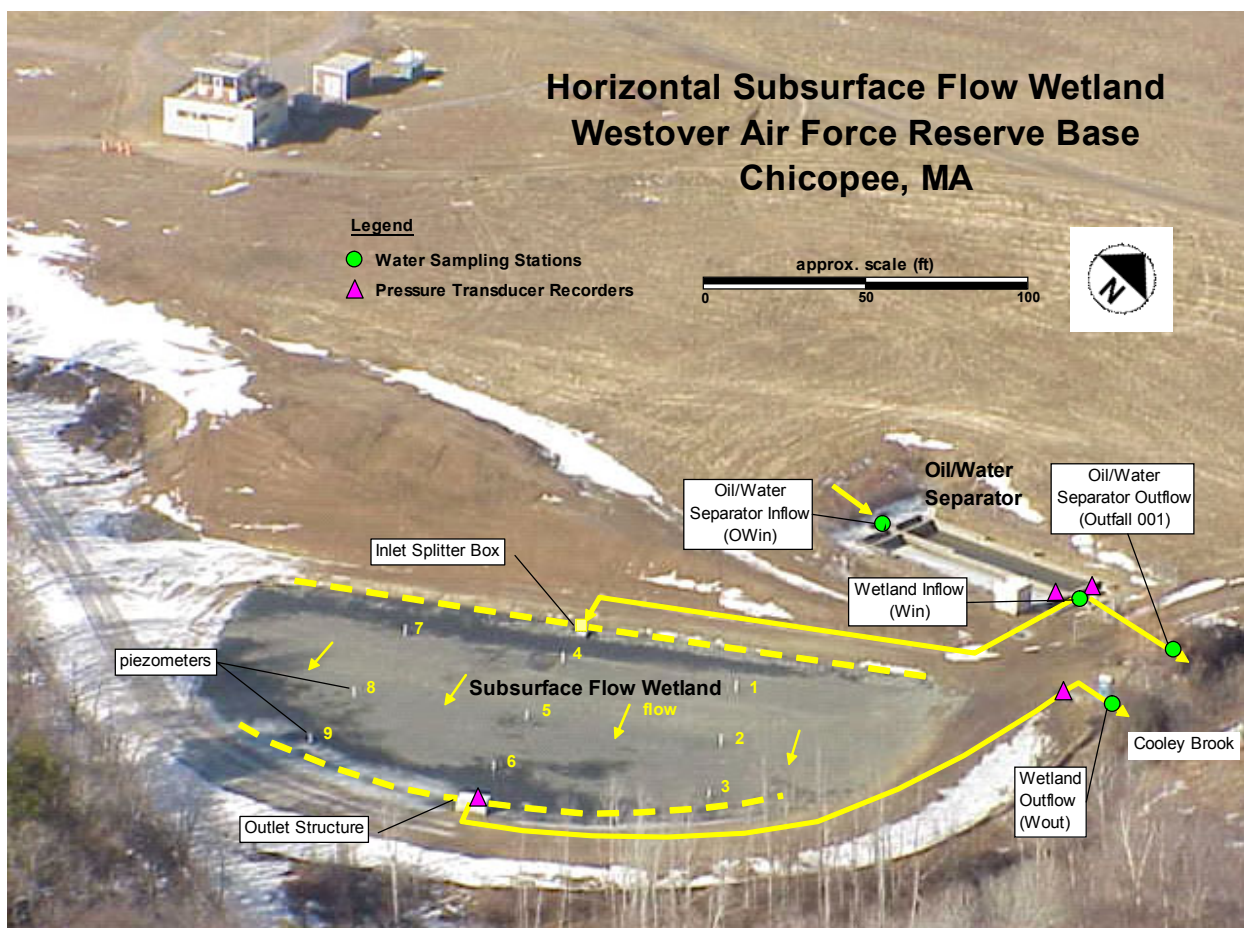 Horizontal Subsurface Flow Wetland
Westover Air Force Reserve Base
Chicopee, MA
Legend
Water Sampling Stations
Pressure Transducer Recorders
approx. scale (ft)
0 50 100
N
Oil/Water
Separator
Oil/Water
Separator Inflow
(OWin)
Oil/Water
Separator Outflow
(Outfall 001)
Inlet Splitter Box
Wetland Inflow
(Win)
piezometers
7
4
1
8
Subsurface Flow Wetland
flow
5
2
9
6
3
Cooley Brook
Wetland
Outflow
(Wout)
Outlet Structure